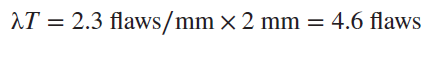 λT = 2.3 flaws/mm × 2 mm = 4.6 flaws